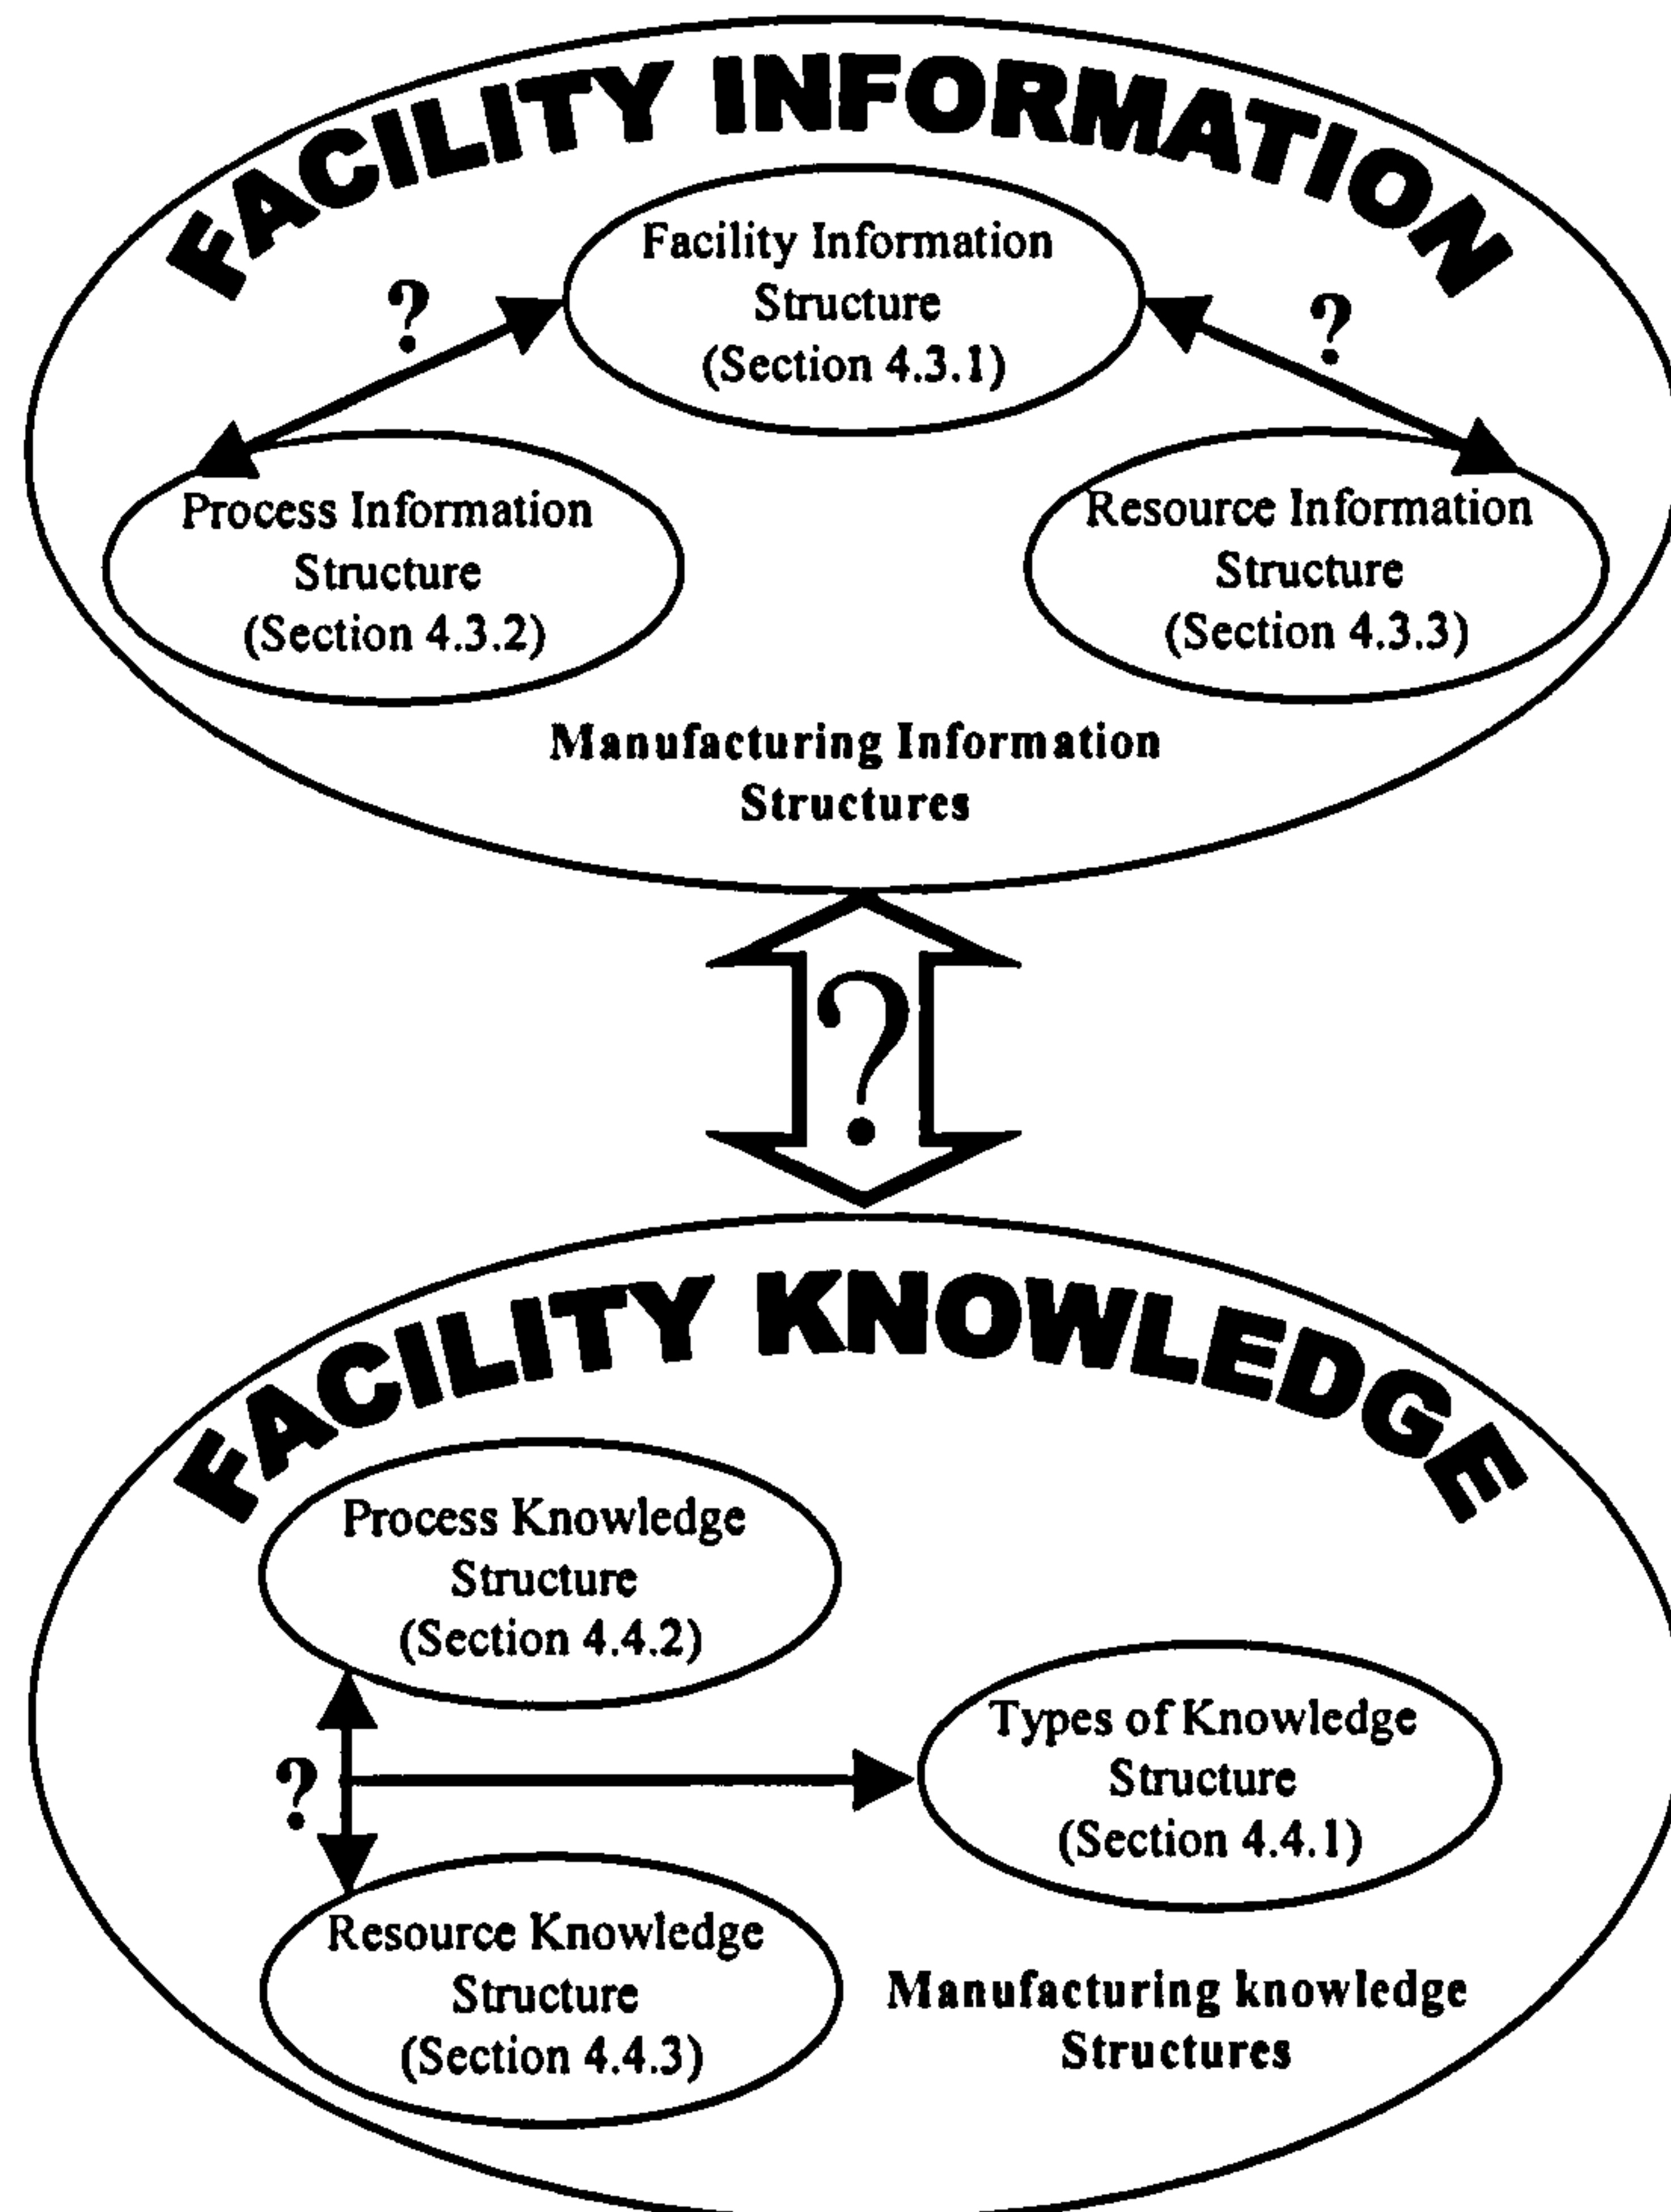 FACILITY INFORMATION
Facility Information
Structure
(Section 4.3.1)
?
?
Process Information
Structure
(Section 4.3.2)
Resource Information
Structure
(Section 4.3.3)
Manufacturing Information
Structures
?
FACILITY KNOWLEDGE
Process Knowledge
Structure
(Section 4.4.2)
Types of Knowledge
Structure
(Section 4.4.1)
?
Resource Knowledge
Structure
(Section 4.4.3)
Manufacturing knowledge
Structures